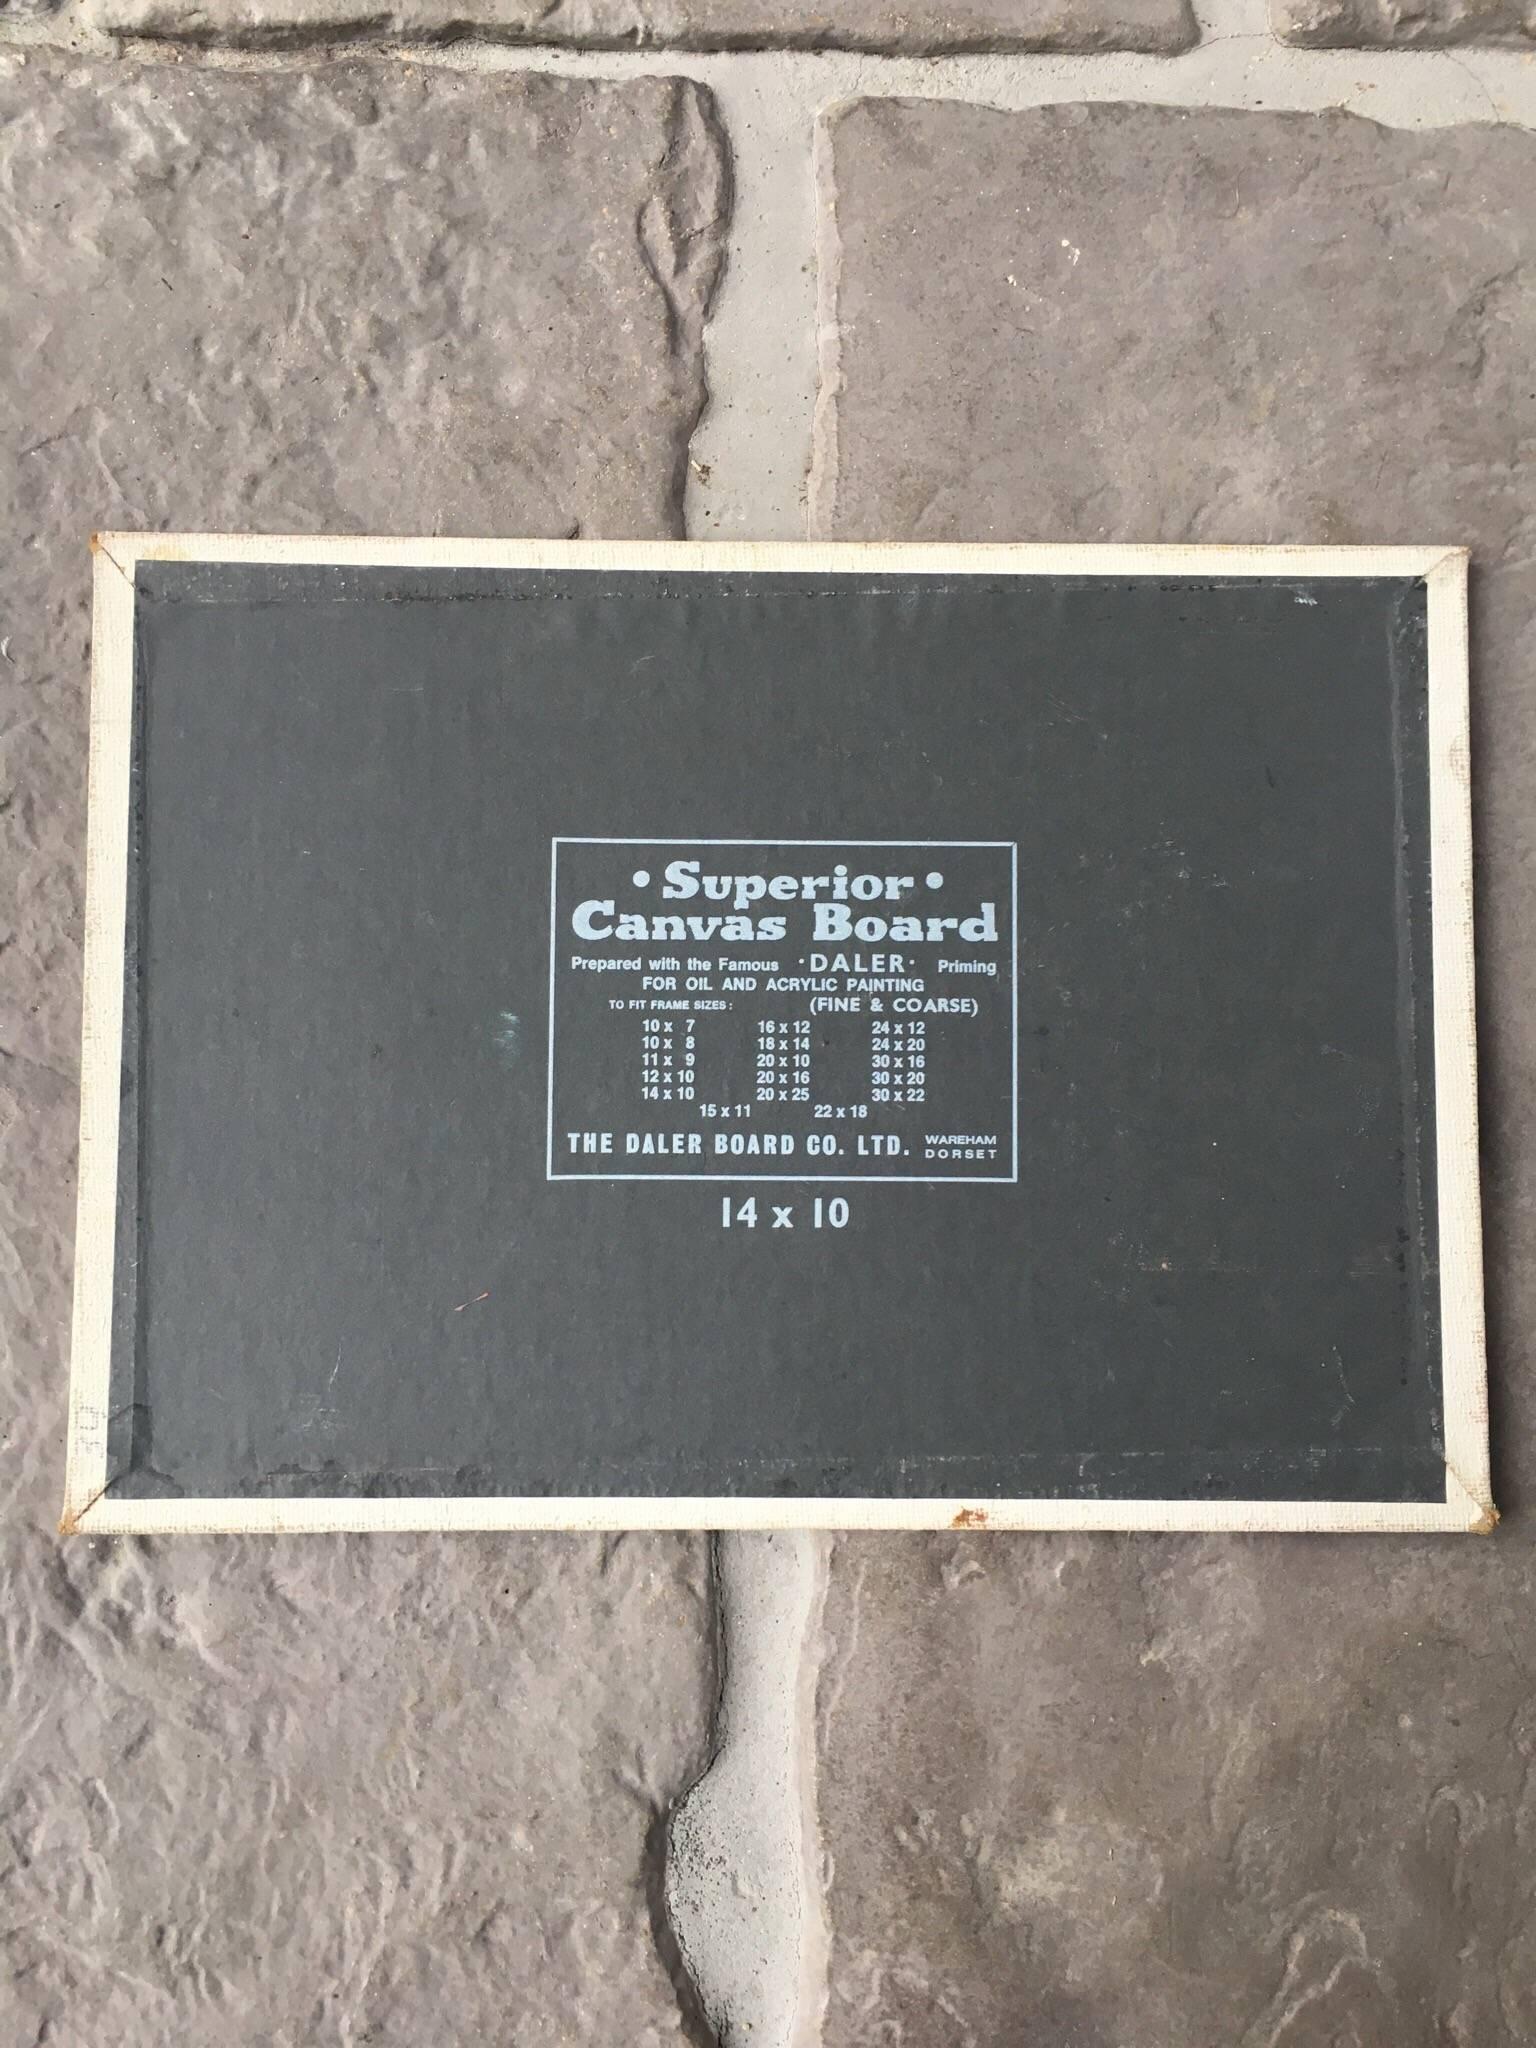 • Superior •
Canvas Board
Prepared with the Famous • DALER • Priming
FOR OIL AND ACRYLIC PAINTING
TO FIT FRAME SIZES : (FINE & COARSE)
10 x 7 16 x 12 24 x 12
10 x 8 18 x 14 24 x 20
11 x 9 20 x 10 30 x 16
12 x 10 20 x 16 30 x 20
14 x 10 20 x 25 30 x 22
15 x 11 22 x 18
THE DALER BOARD CO. LTD. WAREHAM DORSET
14 x 10